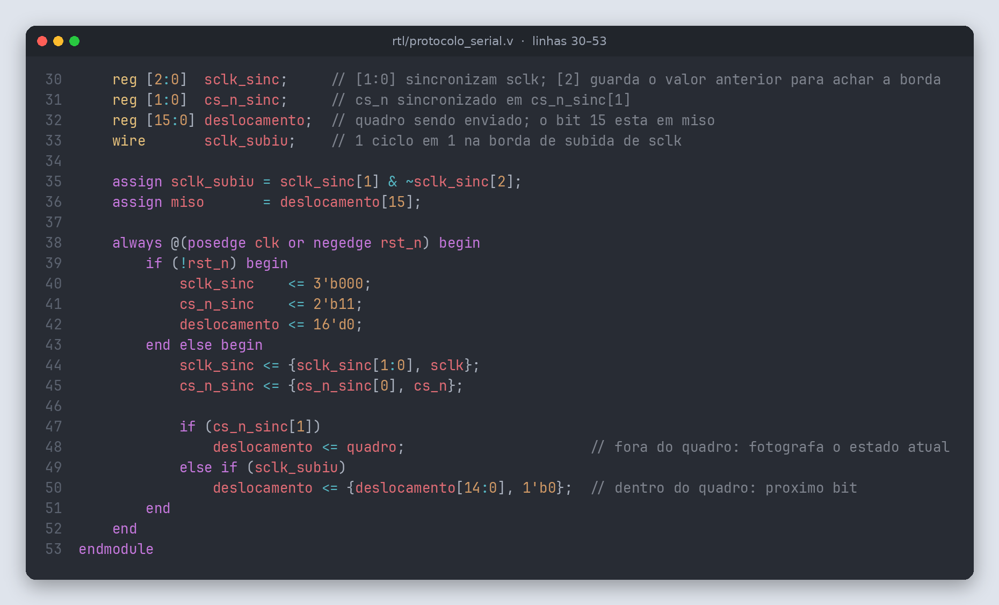 rtl/protocolo_serial.v · linhas 30–53
30 reg [2:0] sclk_sinc; // [1:0] sincronizam sclk; [2] guarda o valor anterior para achar a borda
31 reg [1:0] cs_n_sinc; // cs_n sincronizado em cs_n_sinc[1]
32 reg [15:0] deslocamento; // quadro sendo enviado; o bit 15 esta em miso
33 wire sclk_subiu; // 1 ciclo em 1 na borda de subida de sclk
34
35 assign sclk_subiu = sclk_sinc[1] & ~sclk_sinc[2];
36 assign miso = deslocamento[15];
37
38 always @(posedge clk or negedge rst_n) begin
39 if (!rst_n) begin
40 sclk_sinc <= 3'b000;
41 cs_n_sinc <= 2'b11;
42 deslocamento <= 16'd0;
43 end else begin
44 sclk_sinc <= {sclk_sinc[1:0], sclk};
45 cs_n_sinc <= {cs_n_sinc[0], cs_n};
46
47 if (cs_n_sinc[1])
48 deslocamento <= quadro; // fora do quadro: fotografa o estado atual
49 else if (sclk_subiu)
50 deslocamento <= {deslocamento[14:0], 1'b0}; // dentro do quadro: proximo bit
51 end
52 end
53 endmodule